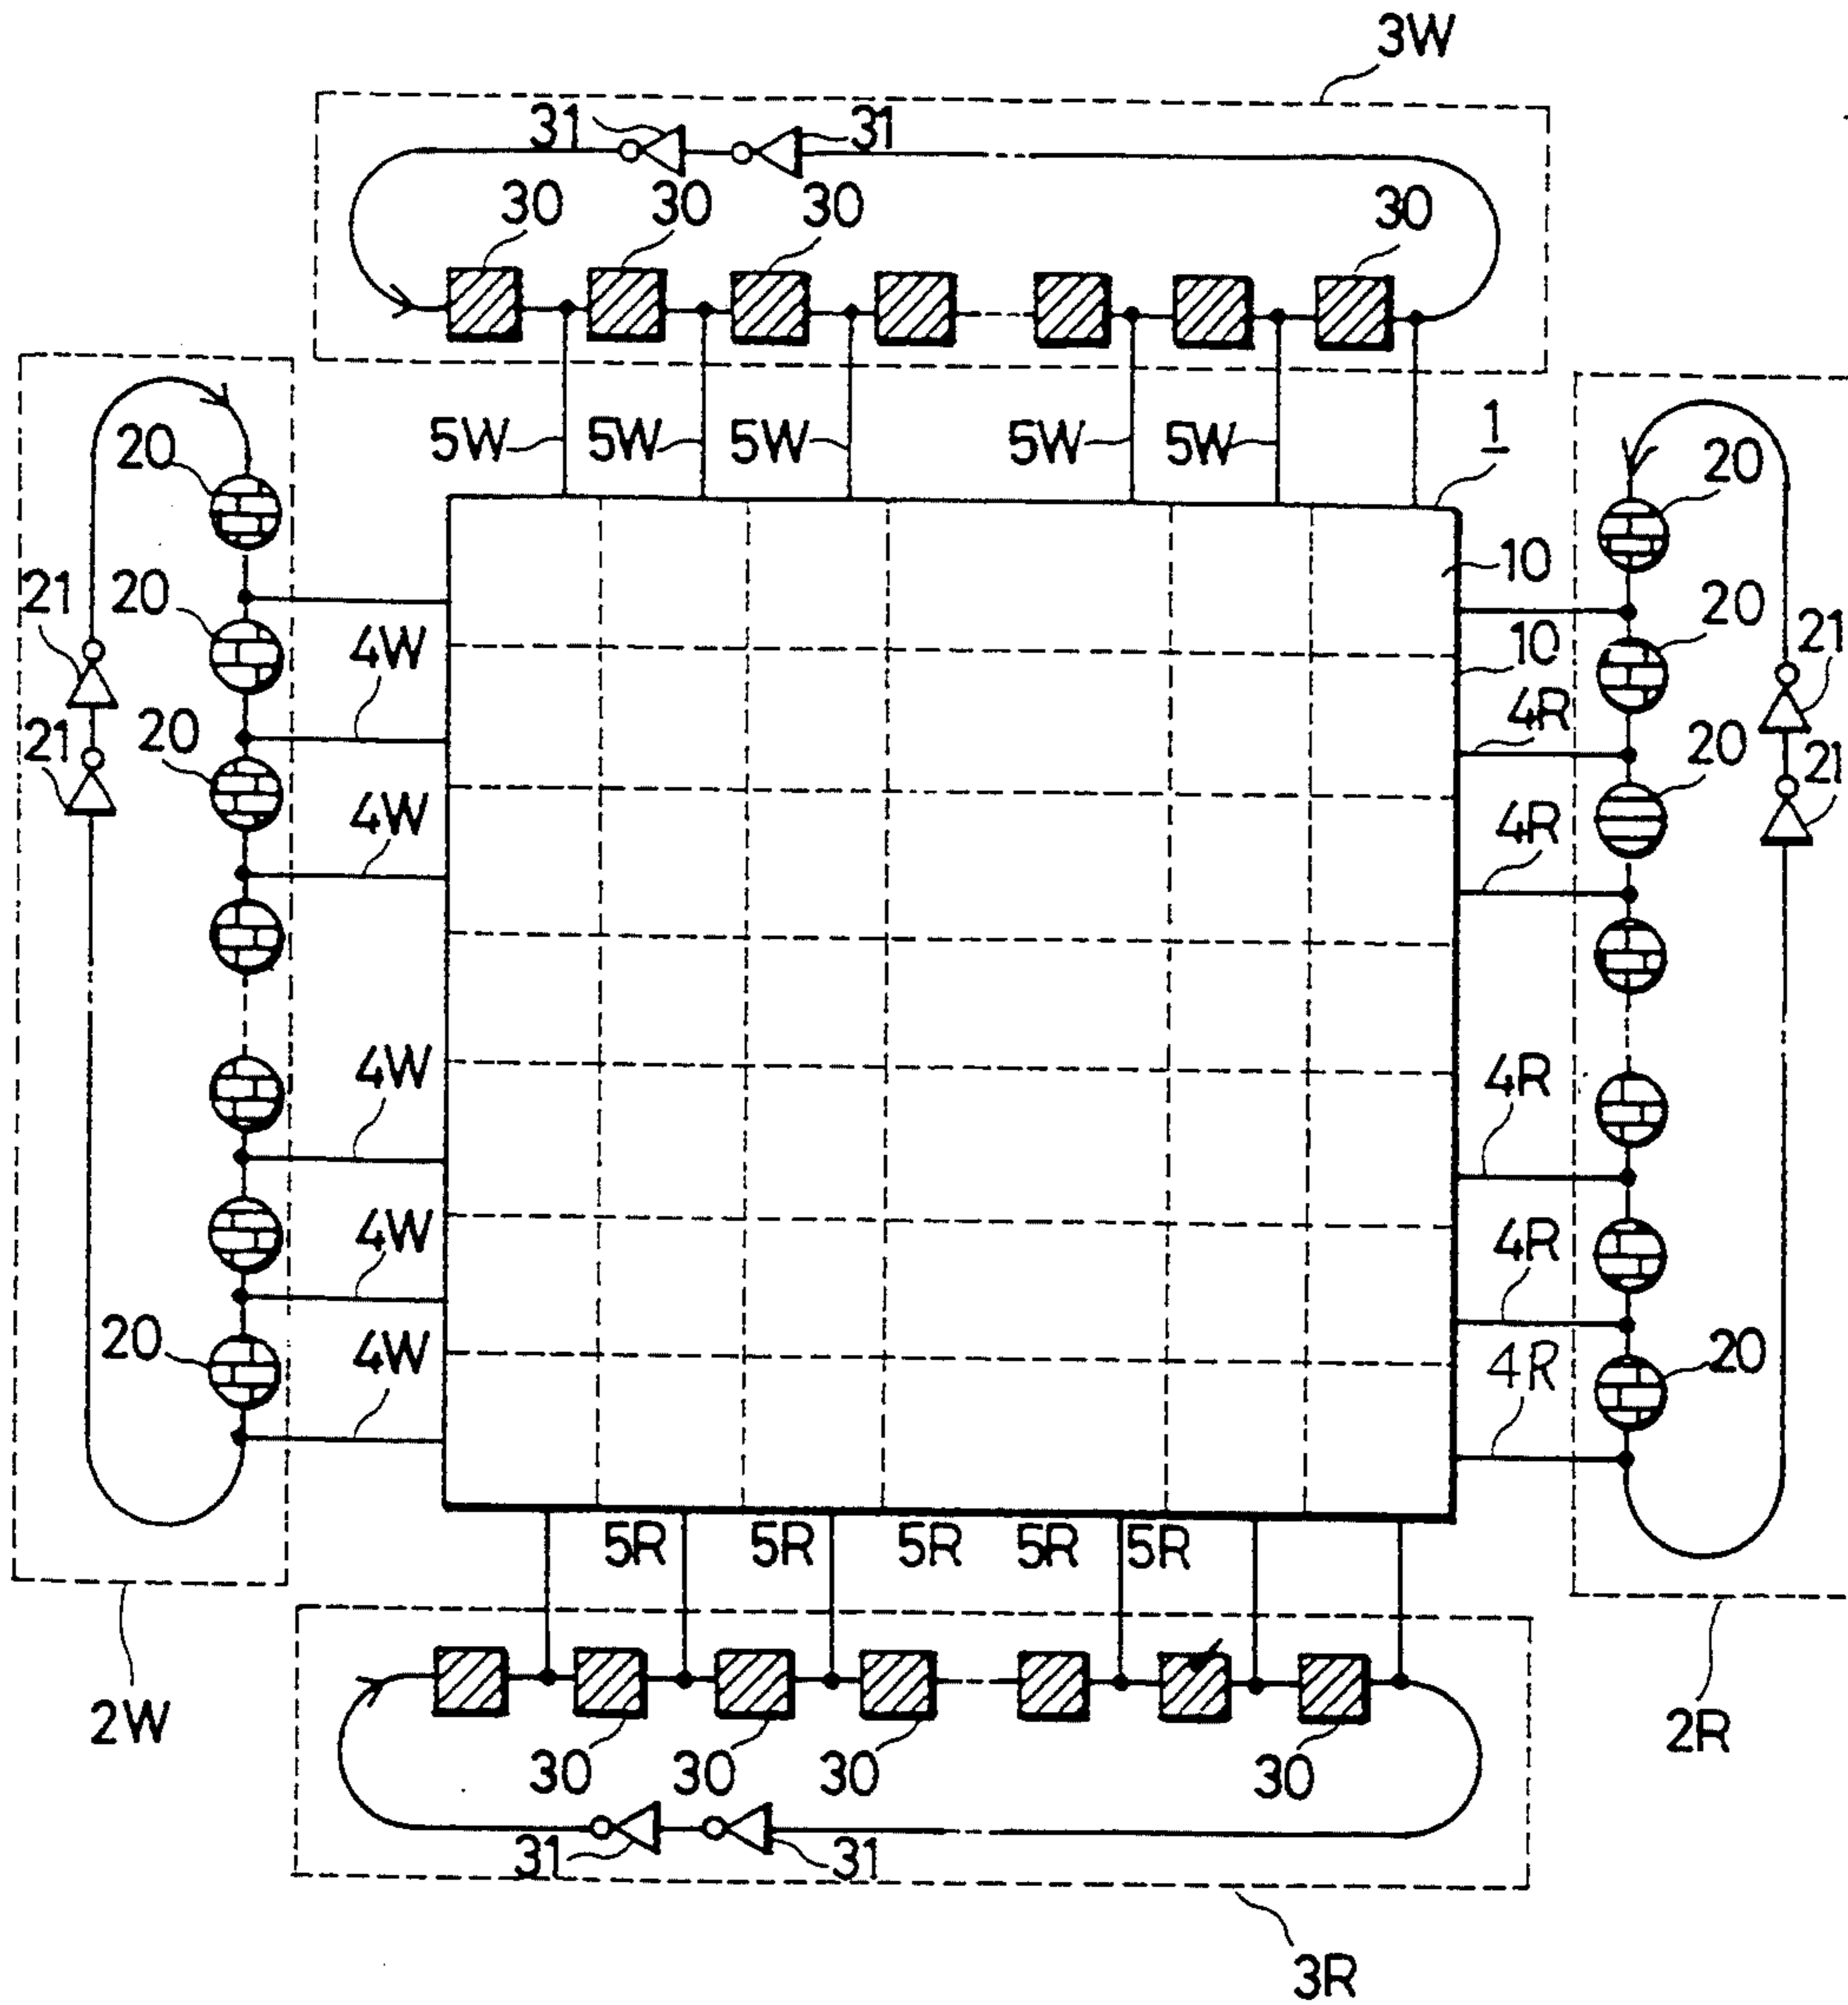 3W
31 31
30 30 30 30
5W 5W 5W 5W 5W 1
20 20
10
21 20 20
4W 10 21
4R
21 20 20 21
4W 4R
4W 4R
4W 4R
20 4W 4R 20
5R 5R 5R 5R 5R
2W 2R
30 30 30 30
31 31
3R